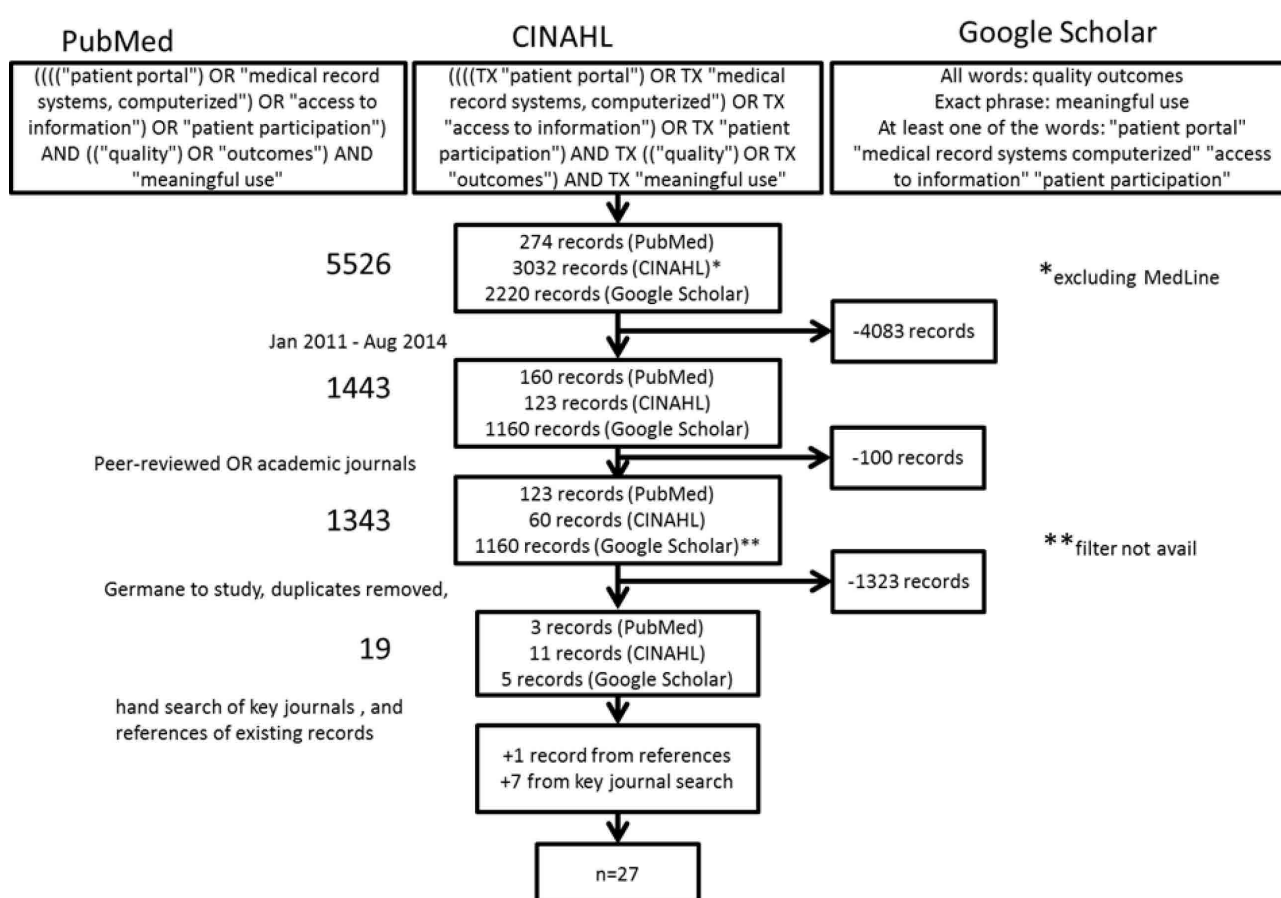 PubMed
(((("patient portal") OR "medical record
systems, computerized") OR "access to
information") OR "patient participation")
AND (("quality") OR "outcomes") AND
"meaningful use"
CINAHL
((((TX "patient portal") OR TX "medical
record systems, computerized") OR TX
"access to information") OR TX "patient
participation") AND TX (("quality") OR TX
"outcomes") AND TX "meaningful use"
Google Scholar
All words: quality outcomes
Exact phrase: meaningful use
At least one of the words: "patient portal"
"medical record systems computerized" "access
to information" "patient participation"
5526
274 records (PubMed)
3032 records (CINAHL)*
2220 records (Google Scholar)
*excluding MedLine
Jan 2011 - Aug 2014
-4083 records
1443
160 records (PubMed)
123 records (CINAHL)
1160 records (Google Scholar)
Peer-reviewed OR academic journals
-100 records
1343
123 records (PubMed)
60 records (CINAHL)
1160 records (Google Scholar)**
**filter not avail
Germane to study, duplicates removed,
-1323 records
19
3 records (PubMed)
11 records (CINAHL)
5 records (Google Scholar)
hand search of key journals , and
references of existing records
+1 record from references
+7 from key journal search
n=27